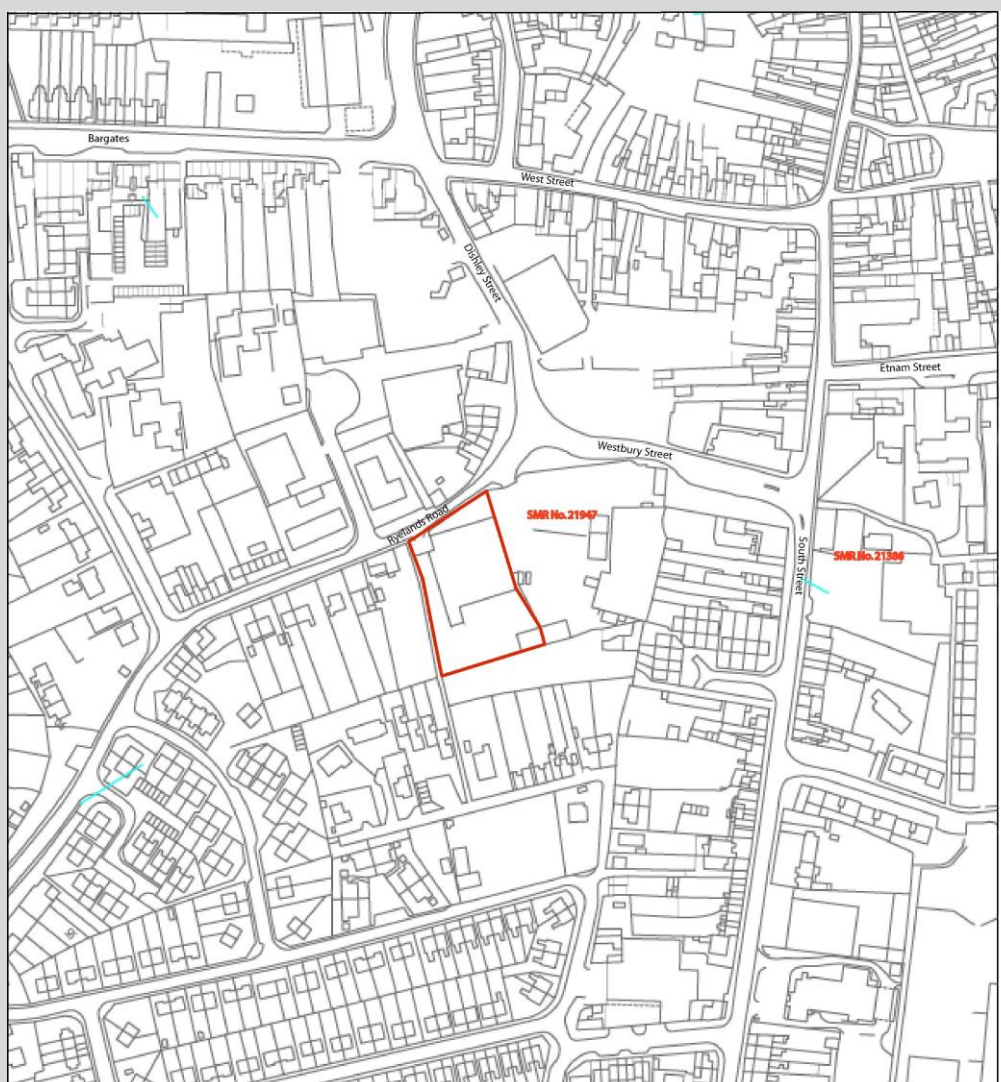 Bargates
West Street
Dishley Street
Etnam Street
Westbury Street
Ryelands Road
SMR No. 21947
South Street
SMR No. 21386